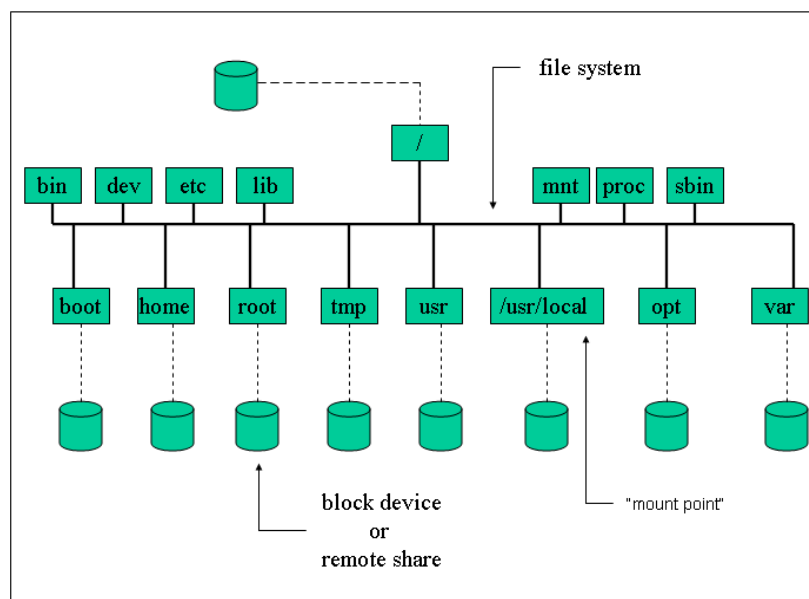 file system
/
bin
dev
etc
lib
mnt
proc
sbin
boot
home
root
tmp
usr
/usr/local
opt
var
block device
or
remote share
"mount point"